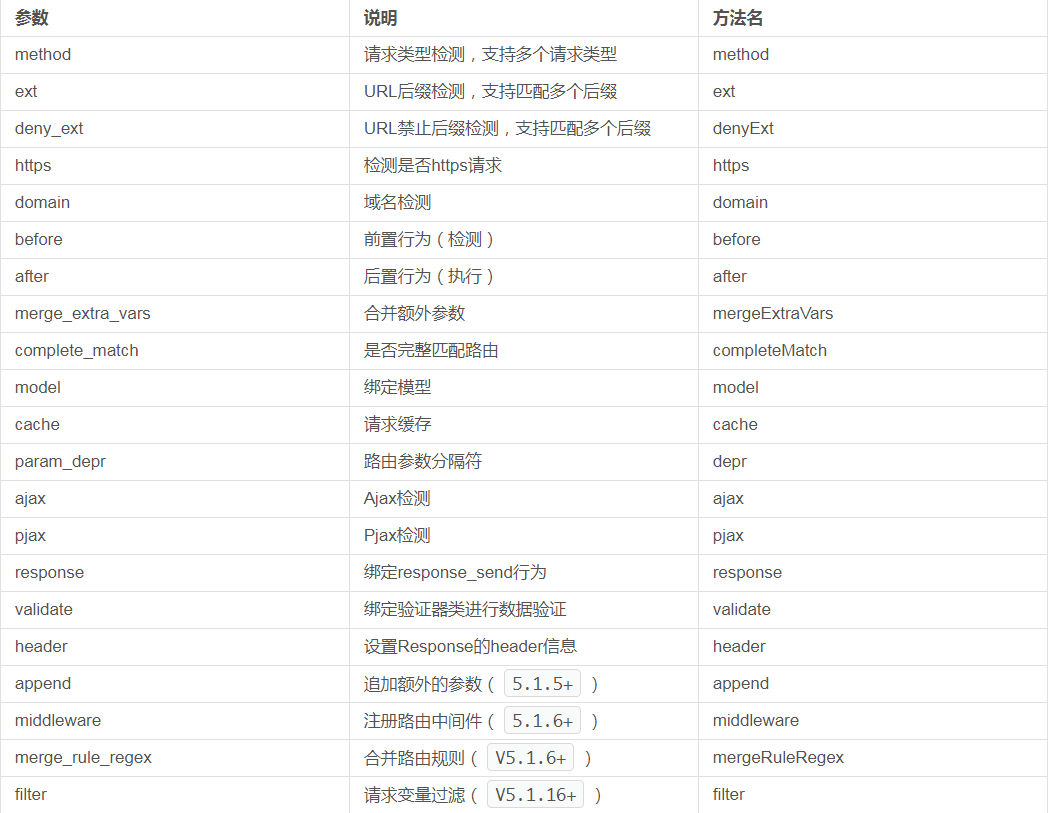 参数 说明 方法名
method 请求类型检测，支持多个请求类型 method
ext URL后缀检测，支持匹配多个后缀 ext
deny_ext URL禁止后缀检测，支持匹配多个后缀 denyExt
https 检测是否https请求 https
domain 域名检测 domain
before 前置行为（检测） before
after 后置行为（执行） after
merge_extra_vars 合并额外参数 mergeExtraVars
complete_match 是否完整匹配路由 completeMatch
model 绑定模型 model
cache 请求缓存 cache
param_depr 路由参数分隔符 depr
ajax Ajax检测 ajax
pjax Pjax检测 pjax
response 绑定response_send行为 response
validate 绑定验证器类进行数据验证 validate
header 设置Response的header信息 header
append 追加额外的参数（ 5.1.5+ ） append
middleware 注册路由中间件（ 5.1.6+ ） middleware
merge_rule_regex 合并路由规则（ V5.1.6+ ） mergeRuleRegex
filter 请求变量过滤（ V5.1.16+ ） filter